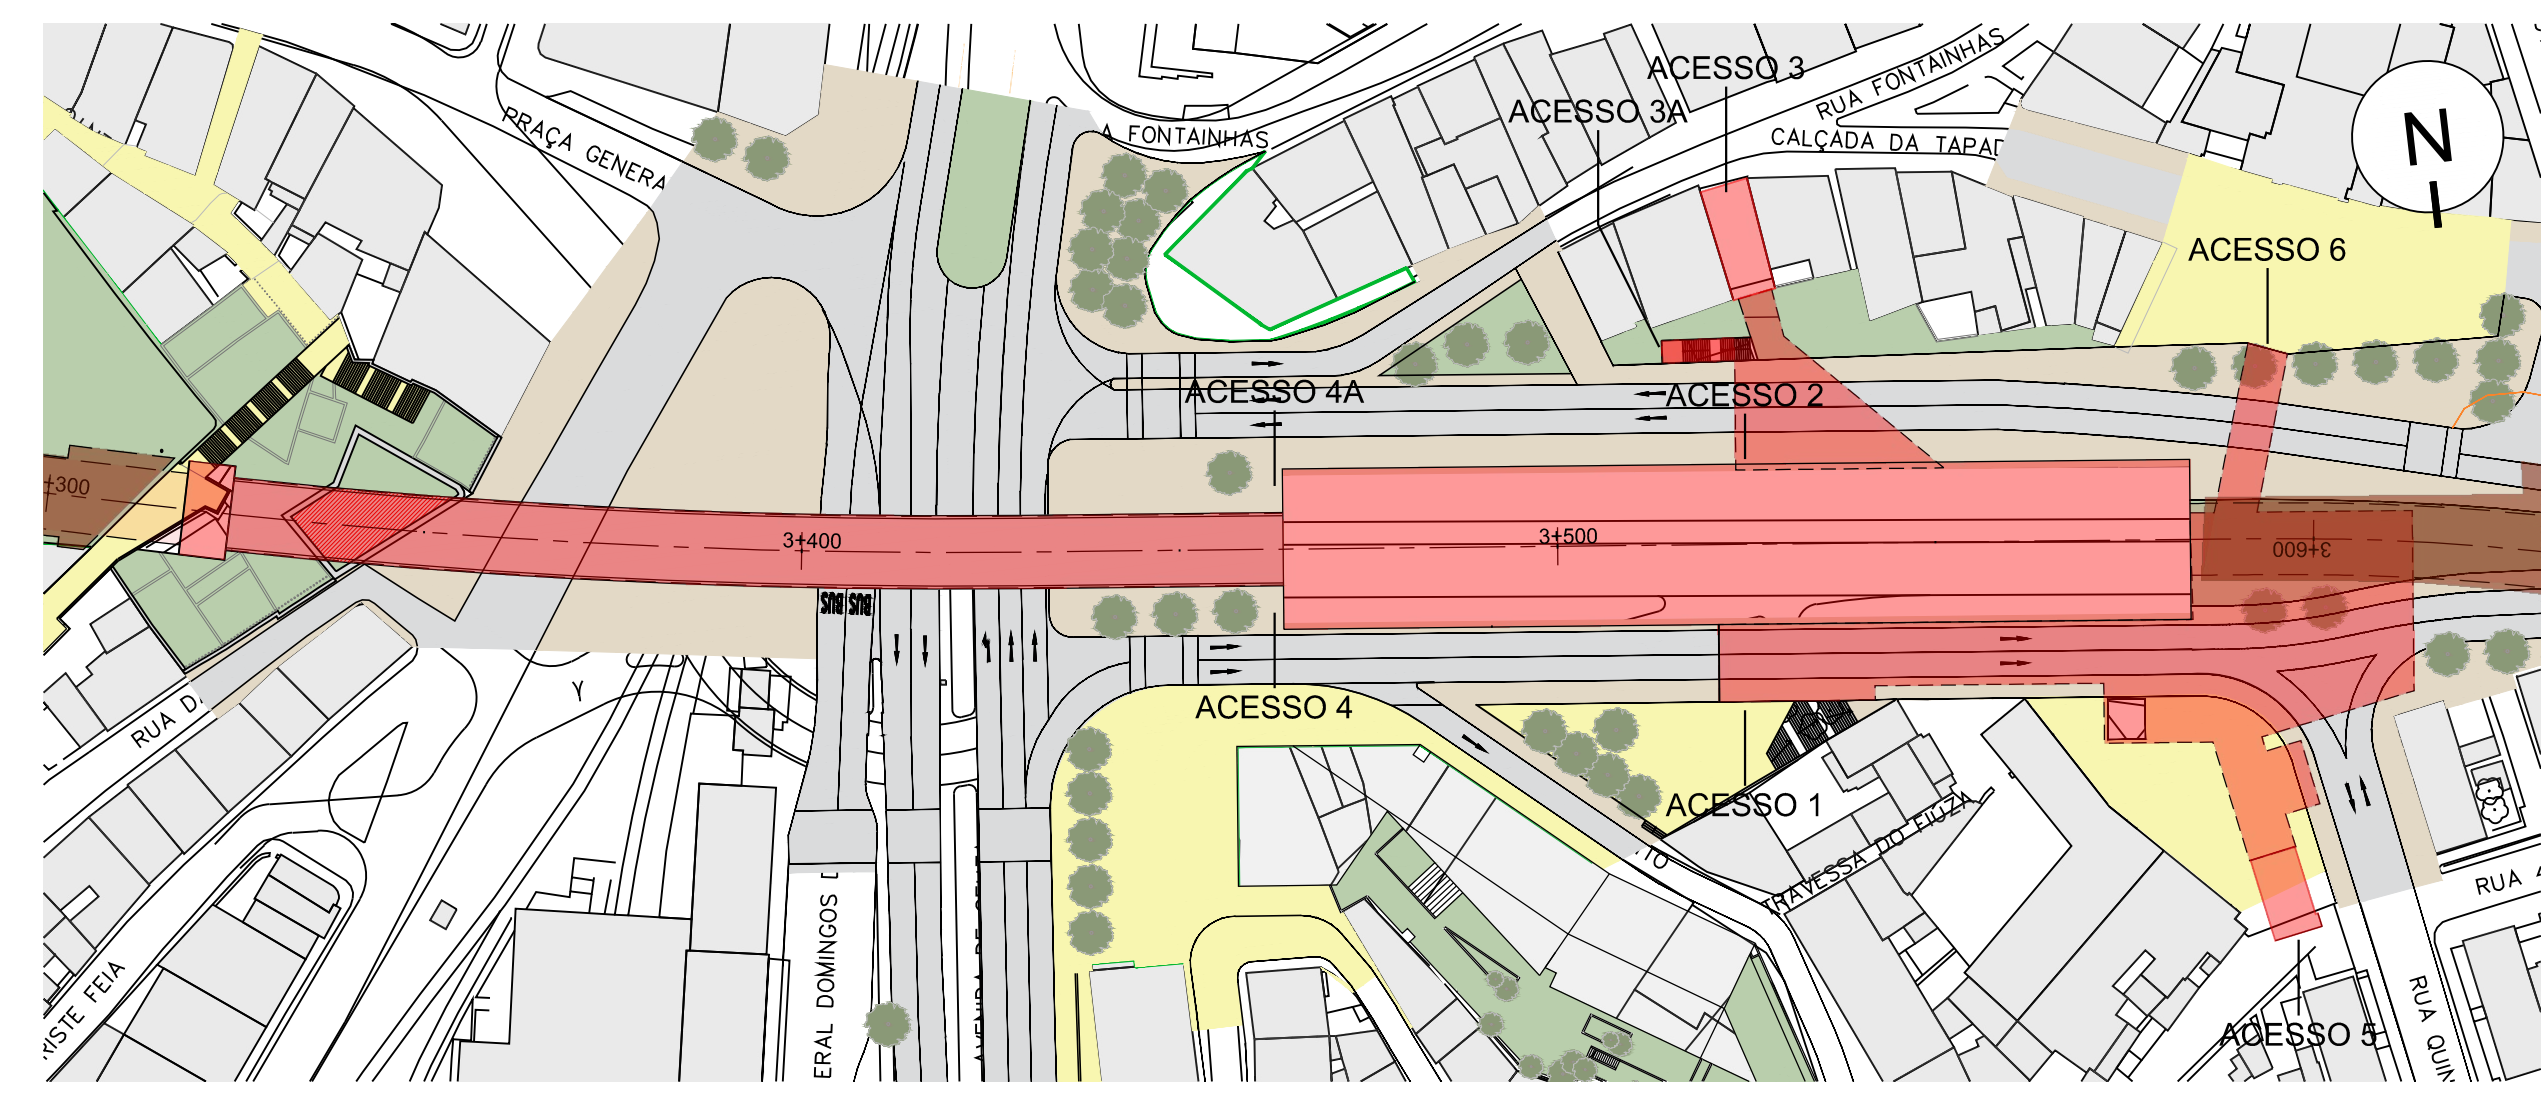 ACESSO 3
RUA FONTAINHAS
ACESSO 3A
PRAÇA GENERA
A FONTAINHAS
CALÇADA DA TAPAD
N
ACESSO 6
ACESSO 4A
ACESSO 2
+300
3+400
3+500
3+600
BUS BUS
ACESSO 4
RUA D
ACESSO 1
TO
TRAVESSA DO FIUZA
RUA 4
ERAL DOMINGOS D
RISTE FEIA
RUA QUIN
ACESSO 5